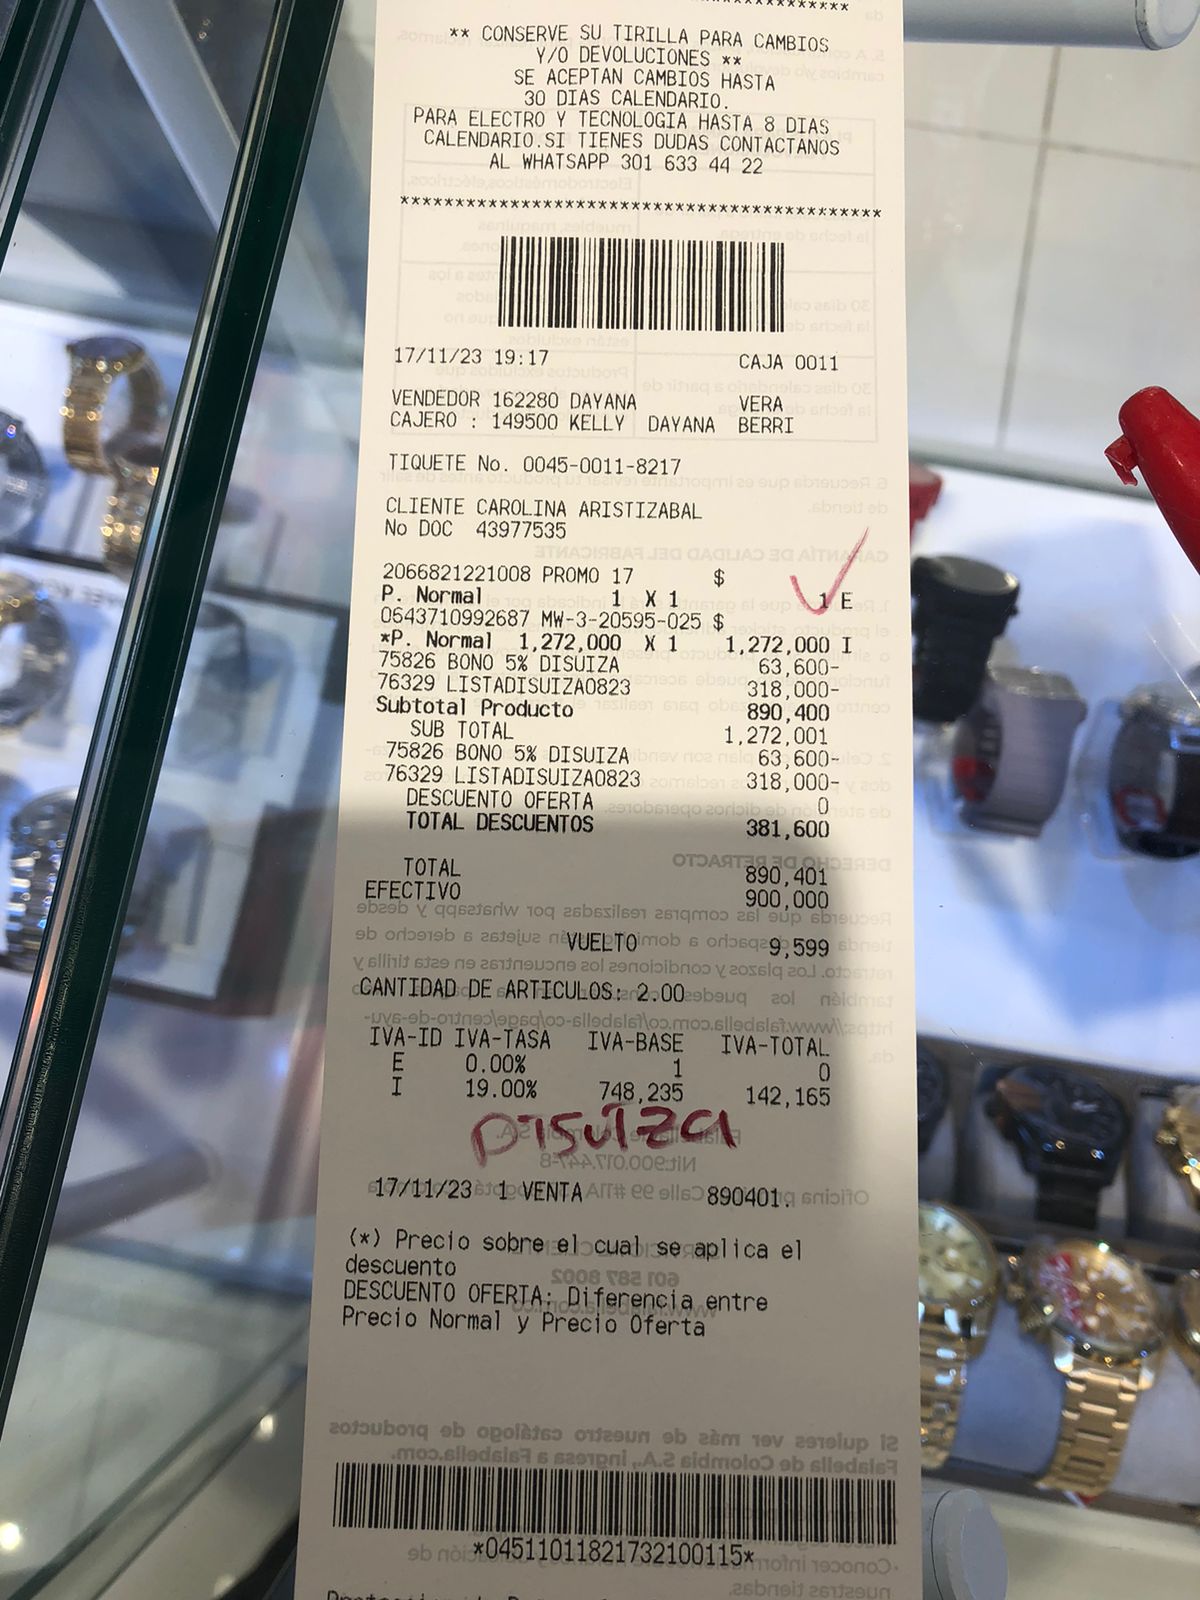 ** CONSERVE SU TIRILLA PARA CAMBIOS
Y/O DEVOLUCIONES **
SE ACEPTAN CAMBIOS HASTA
30 DIAS CALENDARIO.
PARA ELECTRO Y TECNOLOGIA HASTA 8 DIAS
CALENDARIO.SI TIENES DUDAS CONTACTANOS
AL WHATSAPP 301 633 44 22
*******************************************
17/11/23 19:17 CAJA 0011
VENDEDOR 162280 DAYANA VERA
CAJERO : 149500 KELLY DAYANA BERRI
TIQUETE No. 0045-0011-8217
CLIENTE CAROLINA ARISTIZABAL
No DOC 43977535
2066821221008 PROMO 17 $
P. Normal 1 X 1 1 E
0643710992687 MW-3-20595-025 $
*P. Normal 1,272,000 X 1 1,272,000 I
75826 BONO 5% DISUIZA 63,600-
76329 LISTADISUIZA0823 318,000-
Subtotal Producto 890,400
SUB TOTAL 1,272,001
75826 BONO 5% DISUIZA 63,600-
76329 LISTADISUIZA0823 318,000-
DESCUENTO OFERTA 0
TOTAL DESCUENTOS 381,600
TOTAL 890,401
EFECTIVO 900,000
VUELTO 9,599
CANTIDAD DE ARTICULOS: 2.00
IVA-ID IVA-TASA IVA-BASE IVA-TOTAL
E 0.00% 1 0
I 19.00% 748,235 142,165
DISUIZA
17/11/23 1 VENTA 890401.
(*) Precio sobre el cual se aplica el
descuento
DESCUENTO OFERTA: Diferencia entre
Precio Normal y Precio Oferta
*04511011821732100115*